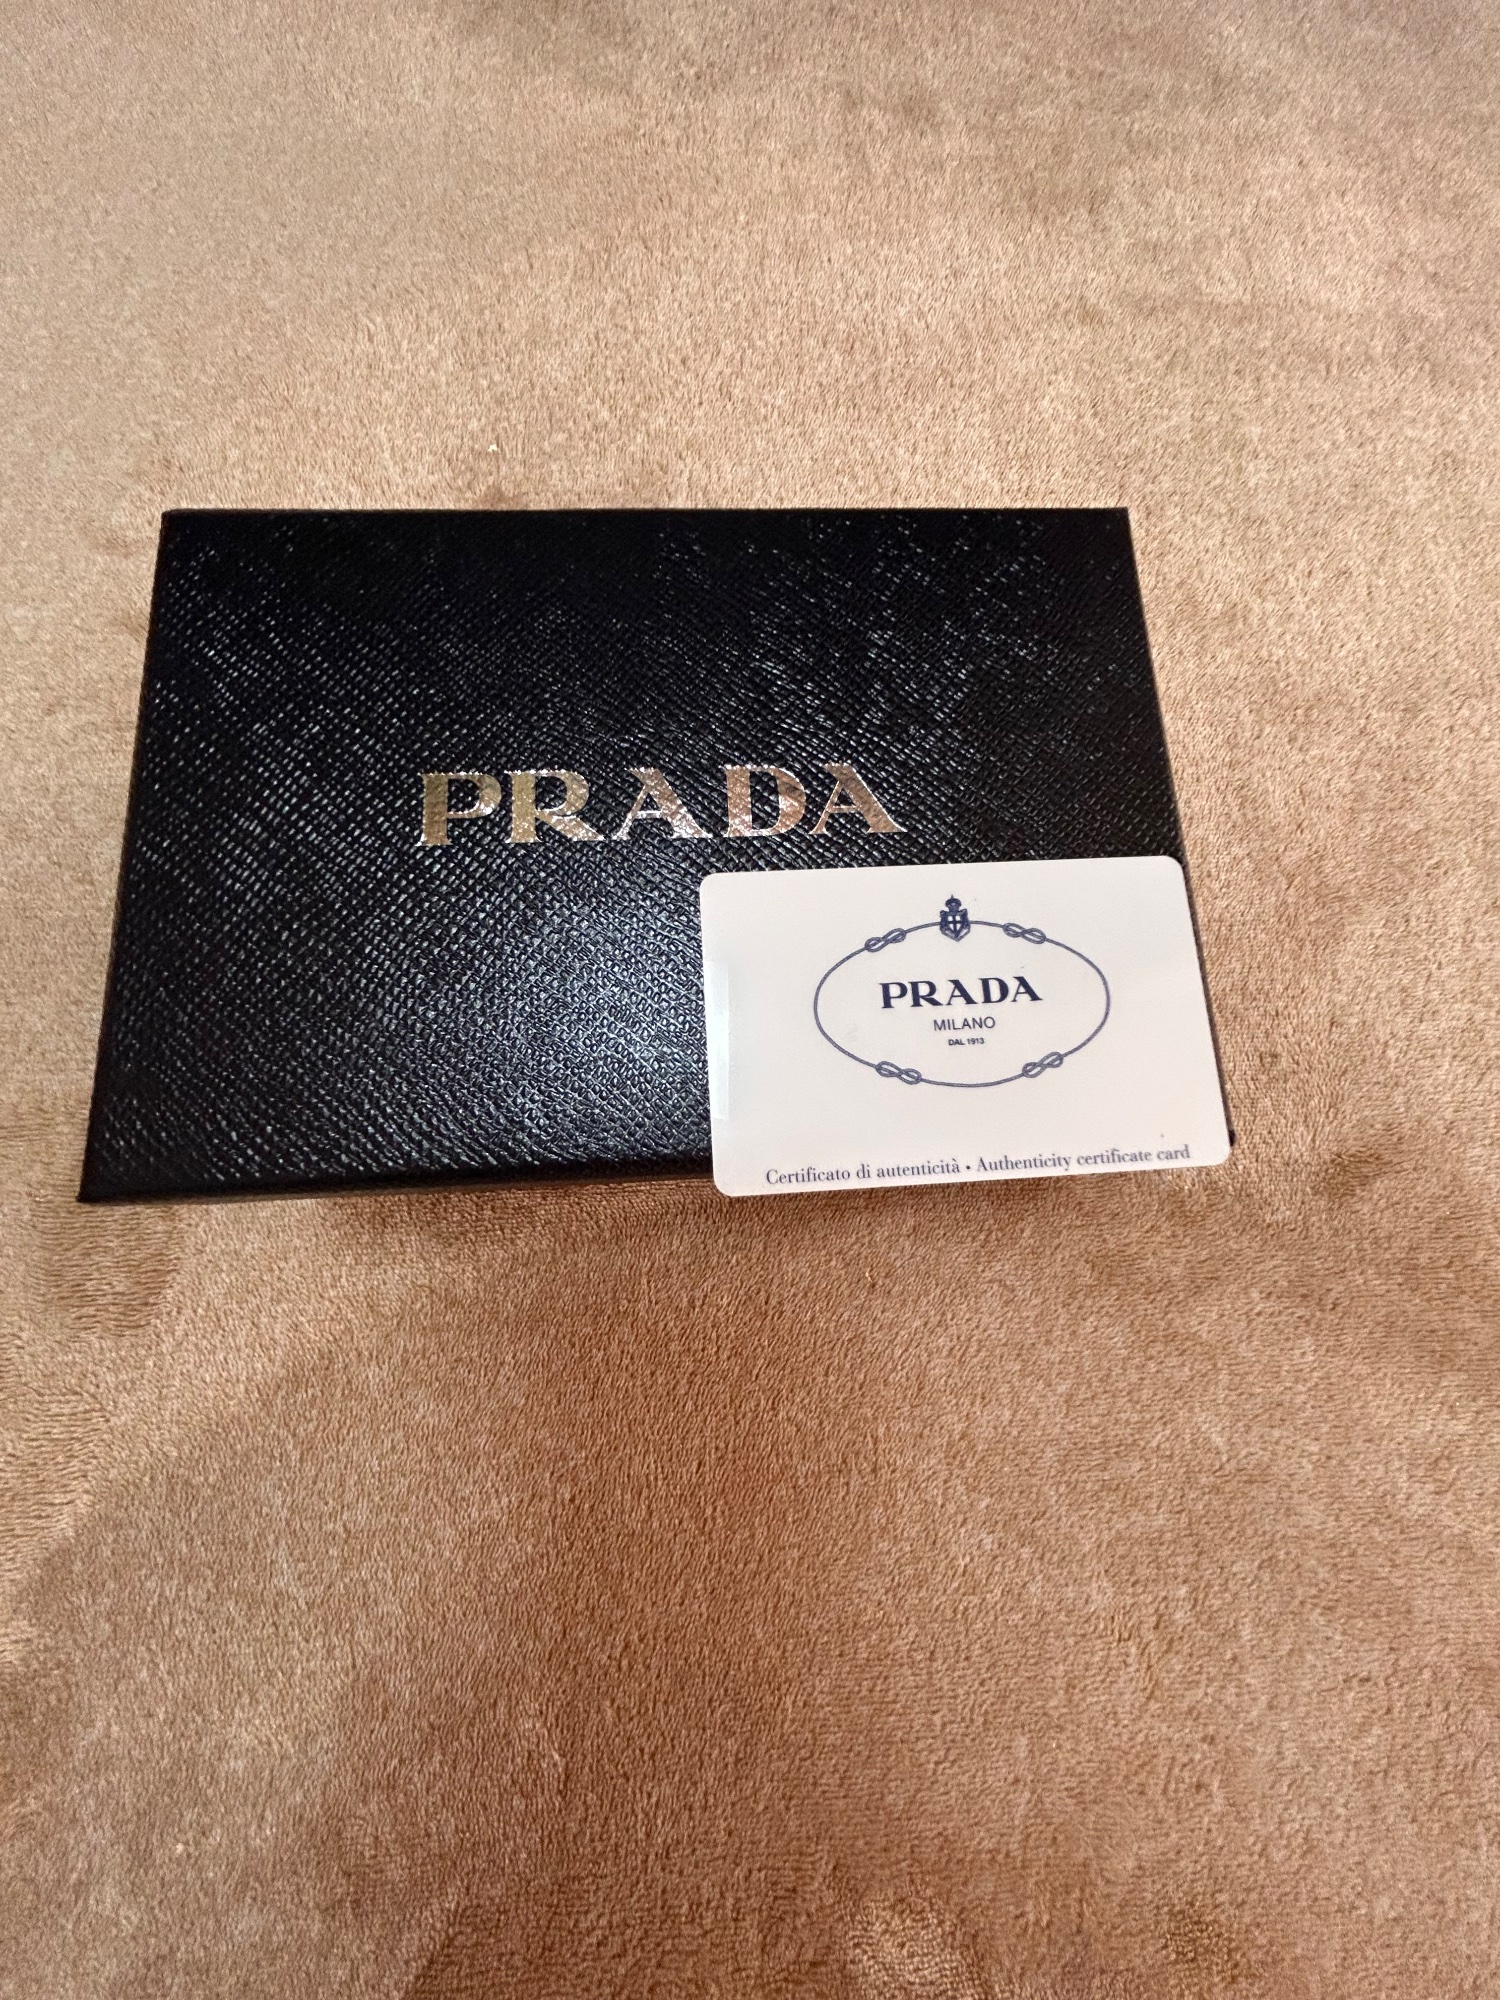 PRADA
PRADA
MILANO
DAL 1913
Certificato di autenticità • Authenticity certificate card